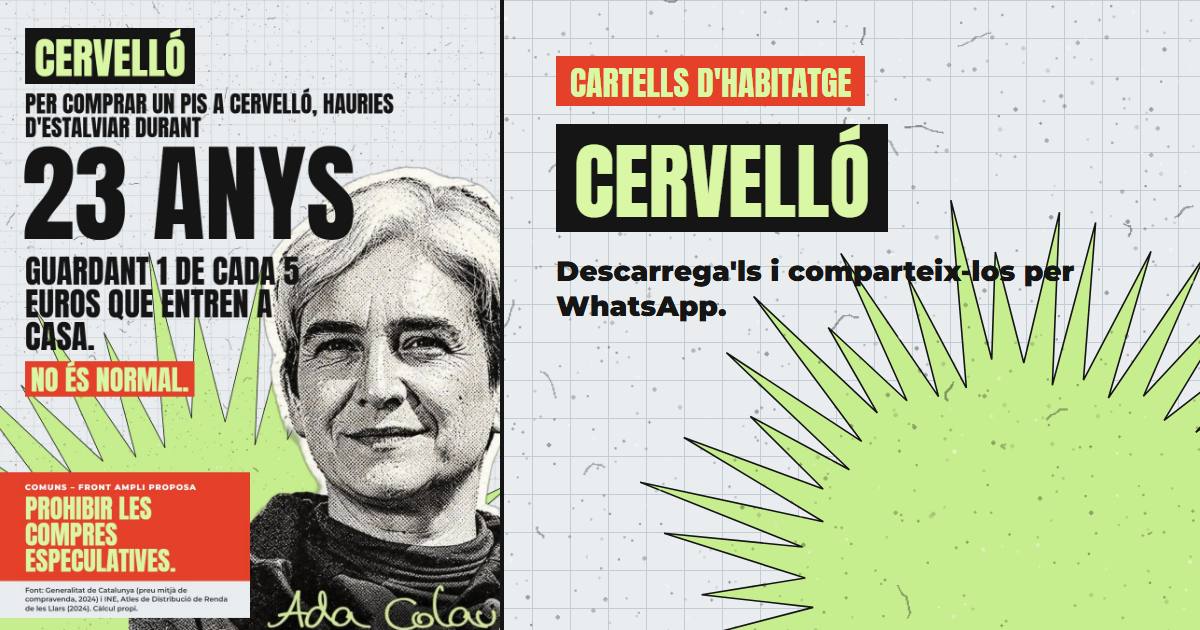 CERVELLÓ
PER COMPRAR UN PIS A CERVELLÓ, HAURIES
D'ESTALVIAR DURANT
23 ANYS
GUARDANT 1 DE CADA 5
EUROS QUE ENTREN A
CASA.
NO ÉS NORMAL.
COMUNS – FRONT AMPLI PROPOSA
PROHIBIR LES
COMPRES
ESPECULATIVES.
Font: Generalitat de Catalunya (preu mitjà de
compravenda, 2024) i INE, Atles de Distribució de Renda
de les Llars (2024). Càlcul propi.
Ada Colau
CARTELLS D'HABITATGE
CERVELLÓ
Descarrega'ls i comparteix-los per
WhatsApp.